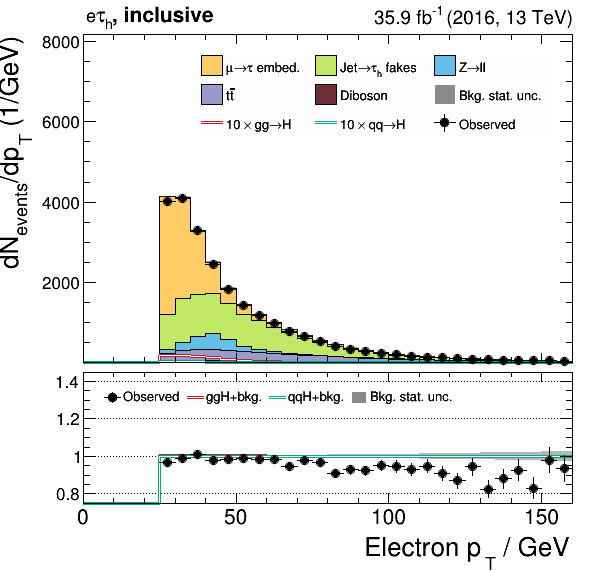 eτh, inclusive 35.9 fb-1 (2016, 13 TeV)
8000
6000
4000
2000
dNevents/dpT (1/GeV)
μ→τ embed. Jet→τh fakes Z→ll
tt̄ Diboson Bkg. stat. unc.
10 × gg→H 10 × qq→H Observed
1.4
1.2
1
0.8
Observed ggH+bkg. qqH+bkg. Bkg. stat. unc.
0 50 100 150
Electron pT / GeV